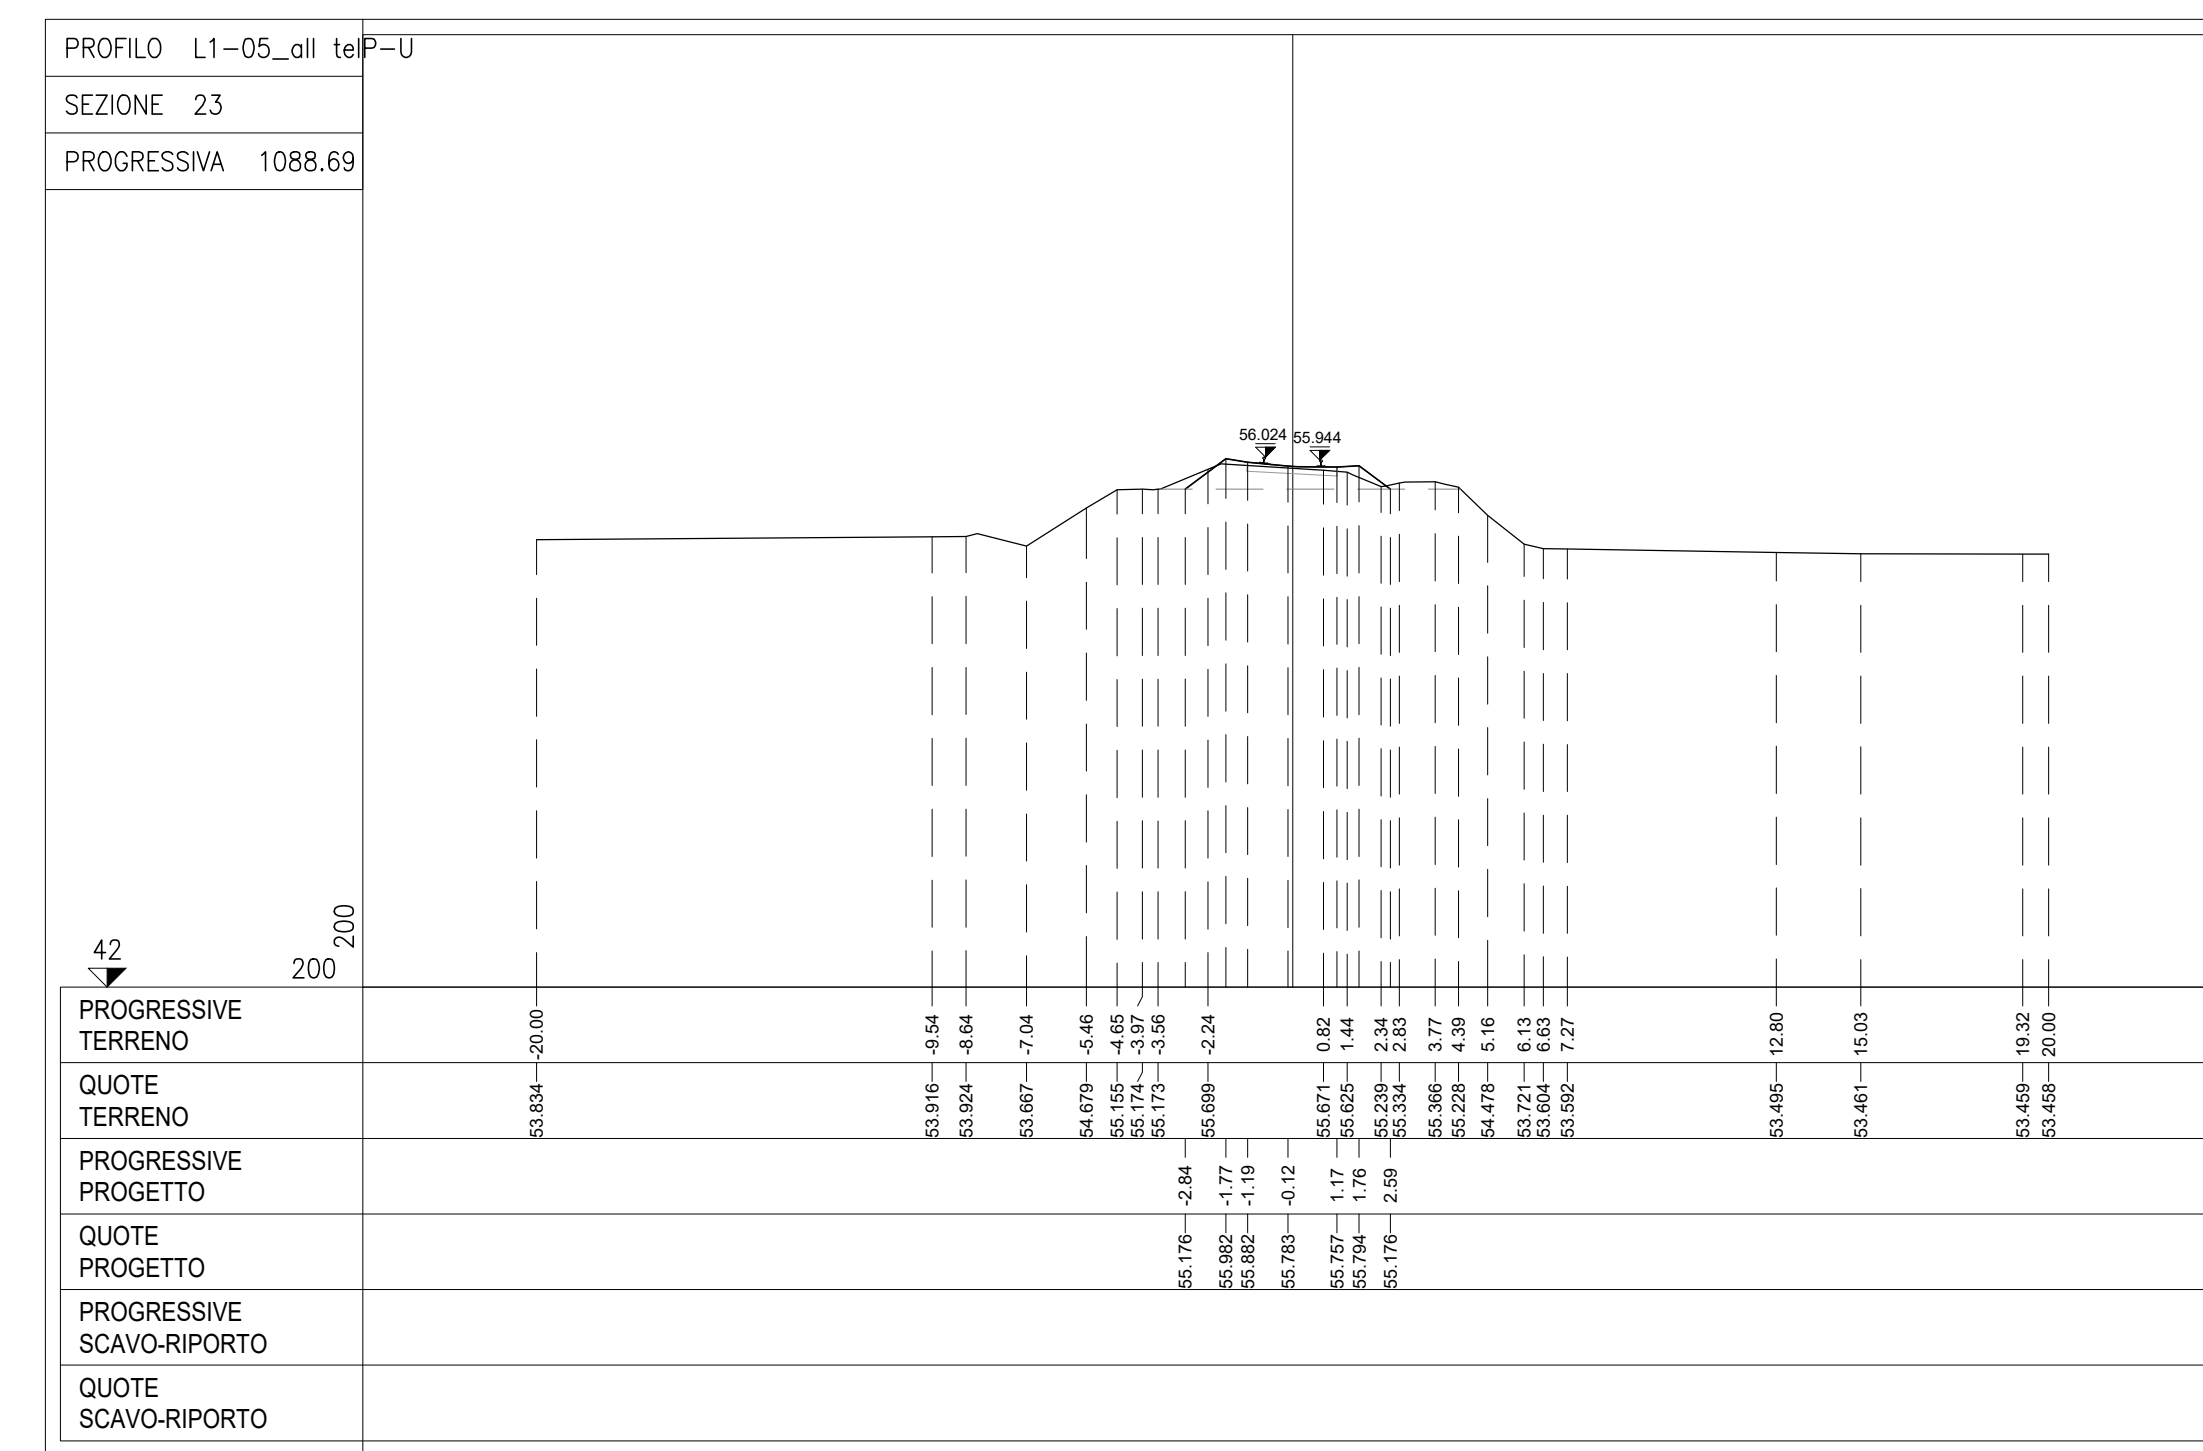 PROFILO L1-05_all telP-U
SEZIONE 23
PROGRESSIVA 1088.69
56.024 55.944
200
42
200
PROGRESSIVE
TERRENO
-20.00 -9.54 -8.64 -7.04 -5.46 -4.65 -3.97 -3.56 -2.24 0.82 1.44 2.34 2.83 3.77 4.39 5.16 6.13 6.63 7.27 12.80 15.03 19.32 20.00
QUOTE
TERRENO
53.834 53.916 53.924 53.667 54.679 55.155 55.174 55.173 55.699 55.671 55.625 55.239 55.334 55.366 55.228 54.478 53.721 53.604 53.592 53.495 53.461 53.459 53.458
PROGRESSIVE
PROGETTO
-2.84 -1.77 -1.19 -0.12 1.17 1.76 2.59
QUOTE
PROGETTO
55.176 55.982 55.882 55.783 55.757 55.794 55.176
PROGRESSIVE
SCAVO-RIPORTO
QUOTE
SCAVO-RIPORTO